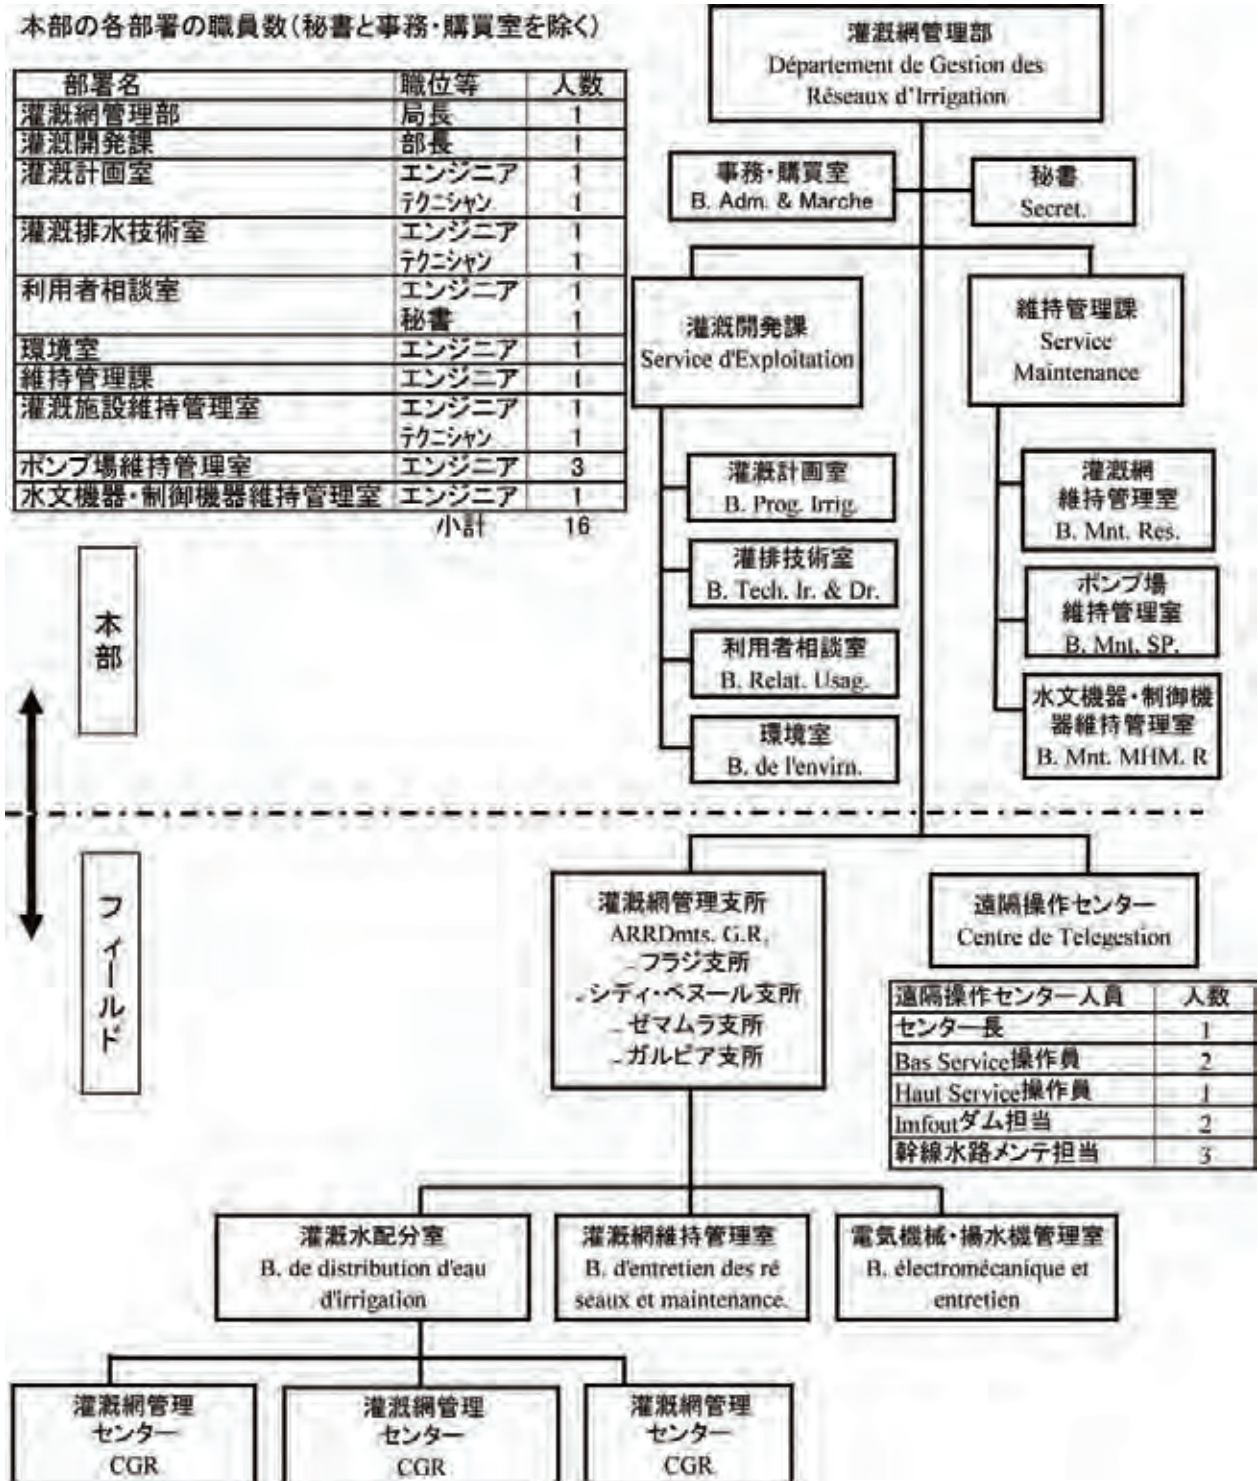 本部の各部署の職員数(秘書と事務・購買室を除く)
部署名 職位等 人数
灌漑網管理部 局長 1
灌漑開発課 部長 1
灌漑計画室 エンジニア 1
テクニシャン 1
灌漑排水技術室 エンジニア 1
テクニシャン 1
利用者相談室 エンジニア 1
秘書 1
環境室 エンジニア 1
維持管理課 エンジニア 1
灌漑施設維持管理室 エンジニア 1
テクニシャン 1
ポンプ場維持管理室 エンジニア 3
水文機器・制御機器維持管理室 エンジニア 1
小計 16
灌漑網管理部
Département de Gestion des
Réseaux d'Irrigation
事務・購買室
B. Adm. & Marche
秘書
Secret.
灌漑開発課
Service d'Exploitation
維持管理課
Service
Maintenance
灌漑計画室
B. Prog. Irrig.
灌排技術室
B. Tech. Ir. & Dr.
利用者相談室
B. Relat. Usag.
環境室
B. de l'envirn.
灌漑網
維持管理室
B. Mnt. Res.
ポンプ場
維持管理室
B. Mnt. SP.
水文機器・制御機
器維持管理室
B. Mnt. MHM. R
本部
フィールド
灌漑網管理支所
ARRDmts. G.R.
- フラジ支所
- シディ・ベヌール支所
- ゼマムラ支所
- ガルビア支所
遠隔操作センター
Centre de Telegestion
遠隔操作センター人員 人数
センター長 1
Bas Service操作員 2
Haut Service操作員 1
Imfoutダム担当 2
幹線水路メンテ担当 3
灌漑水配分室
B. de distribution d'eau
d'irrigation
灌漑網維持管理室
B. d'entretien des ré
seaux et maintenance.
電気機械・揚水機管理室
B. électromécanique et
entretien
灌漑網管理
センター
CGR
灌漑網管理
センター
CGR
灌漑網管理
センター
CGR